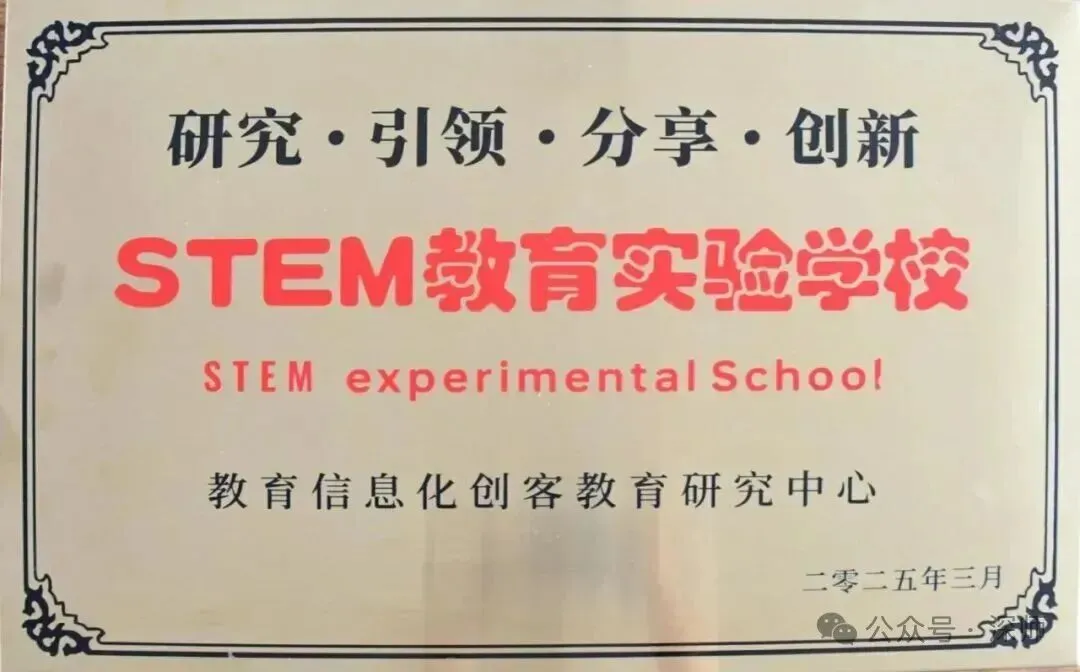 研究·引领·分享·创新
STEM教育实验学校
STEM experimental School
教育信息化创客教育研究中心
二零二五年三月
公众号·深